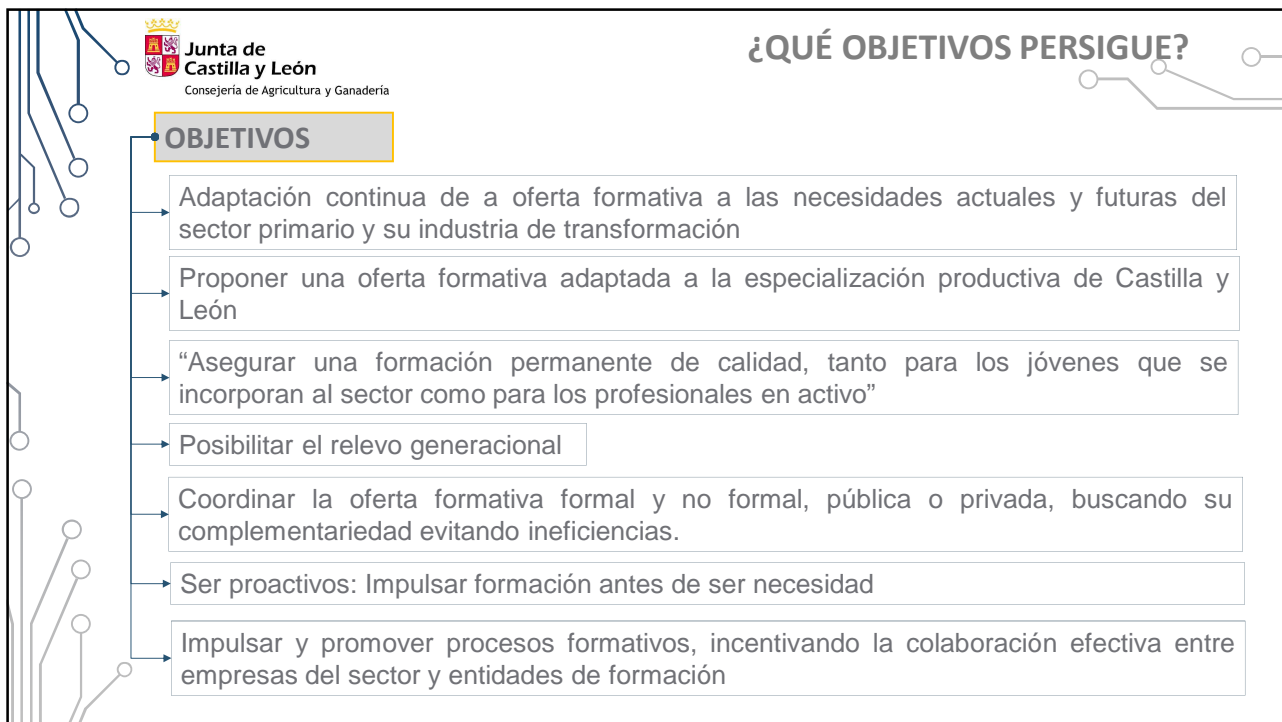 Junta de
Castilla y León
Consejería de Agricultura y Ganadería
¿QUÉ OBJETIVOS PERSIGUE?
OBJETIVOS
Adaptación continua de a oferta formativa a las necesidades actuales y futuras del
sector primario y su industria de transformación
Proponer una oferta formativa adaptada a la especialización productiva de Castilla y
León
“Asegurar una formación permanente de calidad, tanto para los jóvenes que se
incorporan al sector como para los profesionales en activo”
Posibilitar el relevo generacional
Coordinar la oferta formativa formal y no formal, pública o privada, buscando su
complementariedad evitando ineficiencias.
Ser proactivos: Impulsar formación antes de ser necesidad
Impulsar y promover procesos formativos, incentivando la colaboración efectiva entre
empresas del sector y entidades de formación